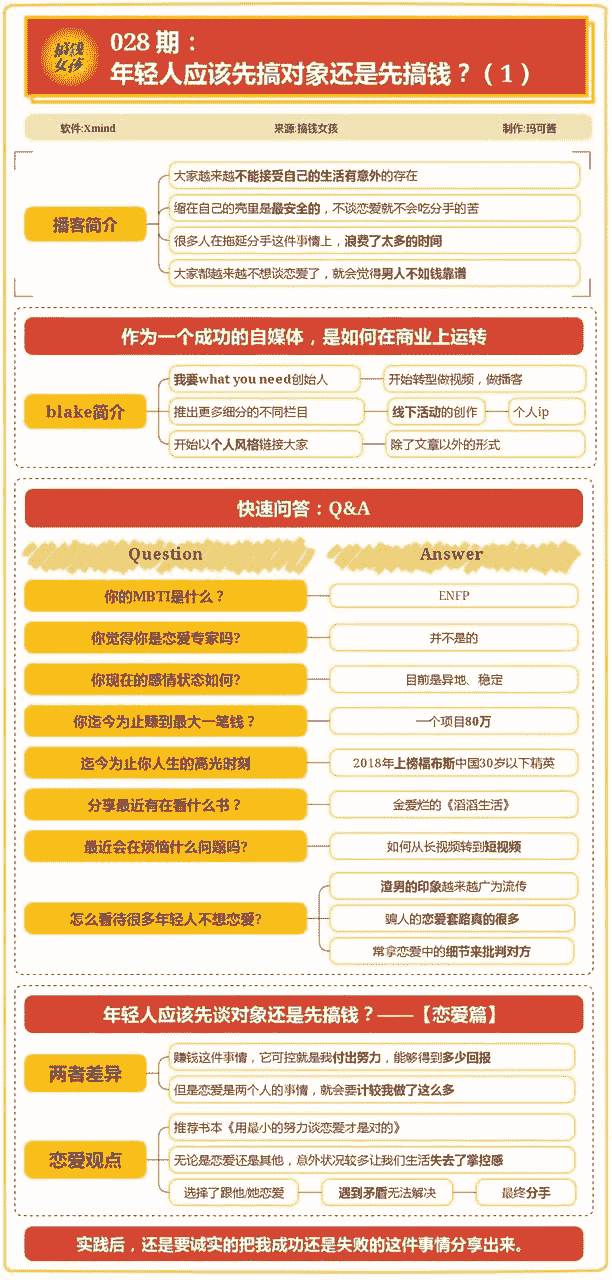 搞钱
女孩
028 期：
年轻人应该先搞对象还是先搞钱？（1）
软件:Xmind
来源:搞钱女孩
制作:玛可酱
播客简介
大家越来越不能接受自己的生活有意外的存在
缩在自己的壳里是最安全的，不谈恋爱就不会吃分手的苦
很多人在拖延分手这件事情上，浪费了太多的时间
大家都越来越不想谈恋爱了，就会觉得男人不如钱靠谱
作为一个成功的自媒体，是如何在商业上运转
blake简介
我要what you need创始人
开始转型做视频，做播客
推出更多细分的不同栏目
线下活动的创作
个人ip
开始以个人风格链接大家
除了文章以外的形式
快速问答：Q&A
Question
Answer
你的MBTI是什么？
ENFP
你觉得你是恋爱专家吗?
并不是的
你现在的感情状态如何?
目前是异地、稳定
你迄今为止赚到最大一笔钱？
一个项目80万
迄今为止你人生的高光时刻
2018年上榜福布斯中国30岁以下精英
分享最近有在看什么书？
金爱烂的《滔滔生活》
最近会在烦恼什么问题吗?
如何从长视频转到短视频
怎么看待很多年轻人不想恋爱?
渣男的印象越来越广为流传
骗人的恋爱套路真的很多
常拿恋爱中的细节来批判对方
年轻人应该先谈对象还是先搞钱？——【恋爱篇】
两者差异
赚钱这件事情，它可控就是我付出努力，能够得到多少回报
但是恋爱是两个人的事情，就会要计较我做了这么多
恋爱观点
推荐书本《用最小的努力谈恋爱才是对的》
无论是恋爱还是其他，意外状况较多让我们生活失去了掌控感
选择了跟他/她恋爱
遇到矛盾无法解决
最终分手
实践后，还是要诚实的把我成功还是失败的这件事情分享出来。